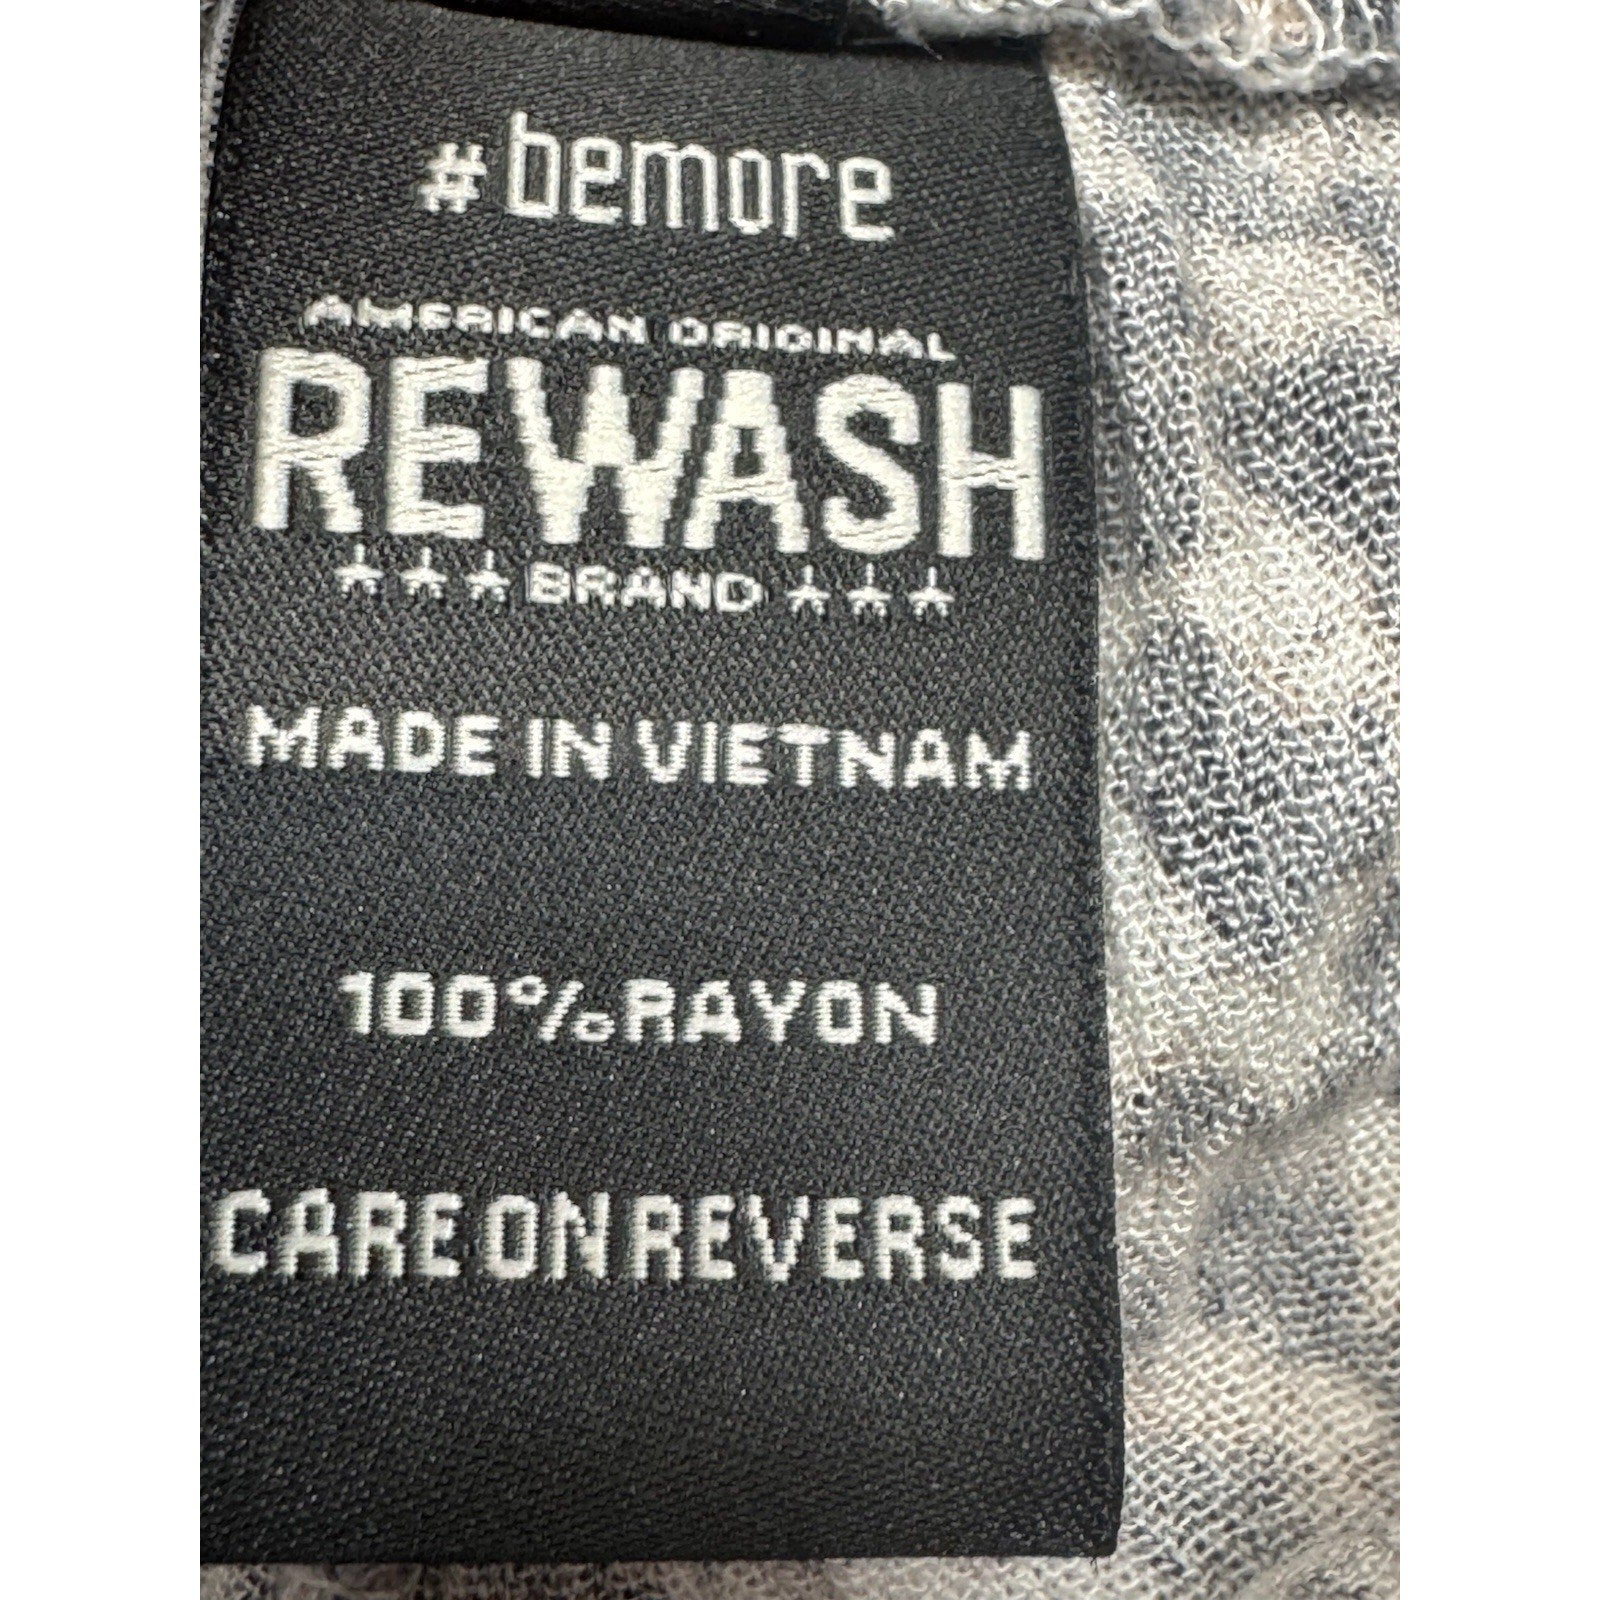 #bemore
AMERICAN ORIGINAL
REWASH
★★★BRAND★★★
MADE IN VIETNAM
100%RAYON
CARE ON REVERSE